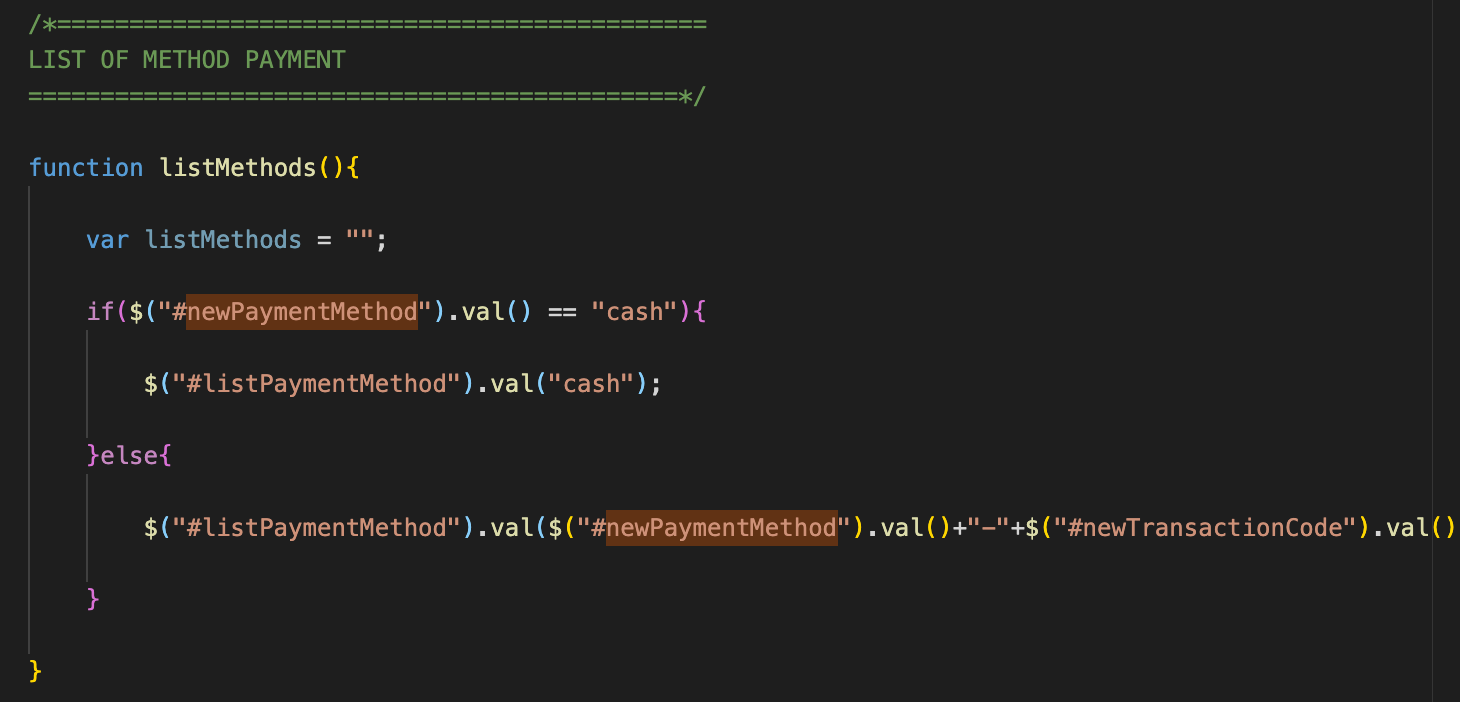 /*=============================================
LIST OF METHOD PAYMENT
=============================================*/
function listMethods(){
var listMethods = "";
if($("#newPaymentMethod").val() == "cash"){
$("#listPaymentMethod").val("cash");
}else{
$("#listPaymentMethod").val($("#newPaymentMethod").val()+"-"+$("#newTransactionCode").val()
}
}